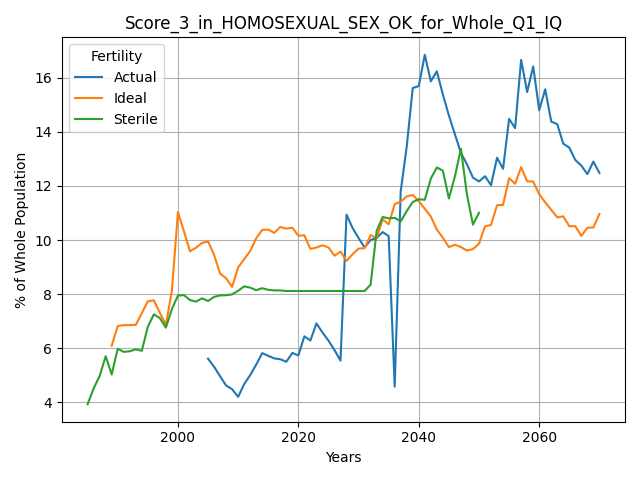 Score_3_in_HOMOSEXUAL_SEX_OK_for_Whole_Q1_IQ
Fertility
Actual
Ideal
Sterile
% of Whole Population
16
14
12
10
8
6
4
2000
2020
2040
2060
Years